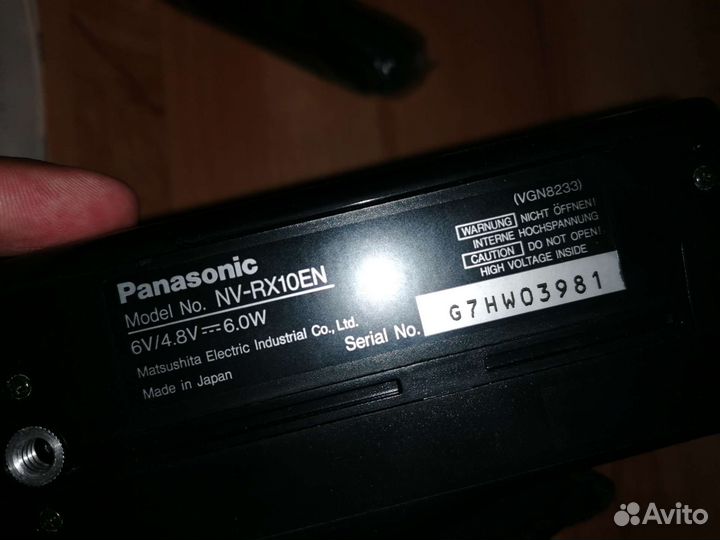 (VGN8233)
WARNUNG NICHT ÖFFNEN!
INTERNE HOCHSPANNUNG
CAUTION DO NOT OPEN!
HIGH VOLTAGE INSIDE
Panasonic
Model No. NV-RX10EN
6V/4.8V⎓6.0W
Matsushita Electric Industrial Co., Ltd.
Made in Japan
Serial No. G7HW03981
Avito